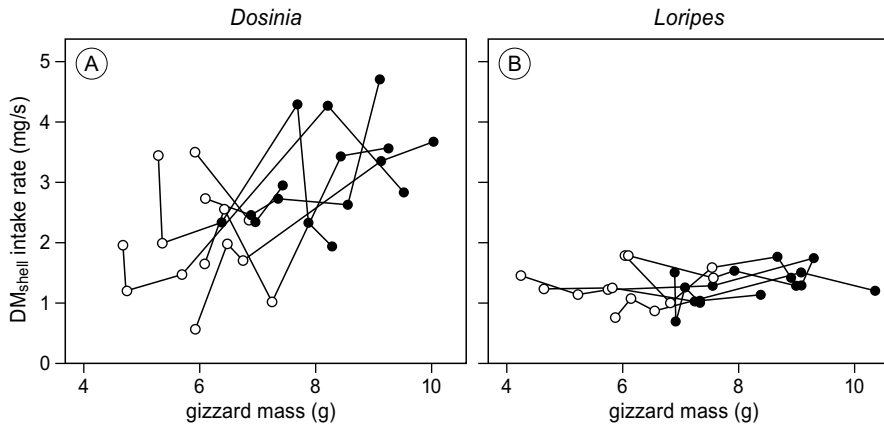 Dosinia
Loripes
A
B
DMshell intake rate (mg/s)
5
4
3
2
1
0
4 6 8 10
4 6 8 10
gizzard mass (g)
gizzard mass (g)